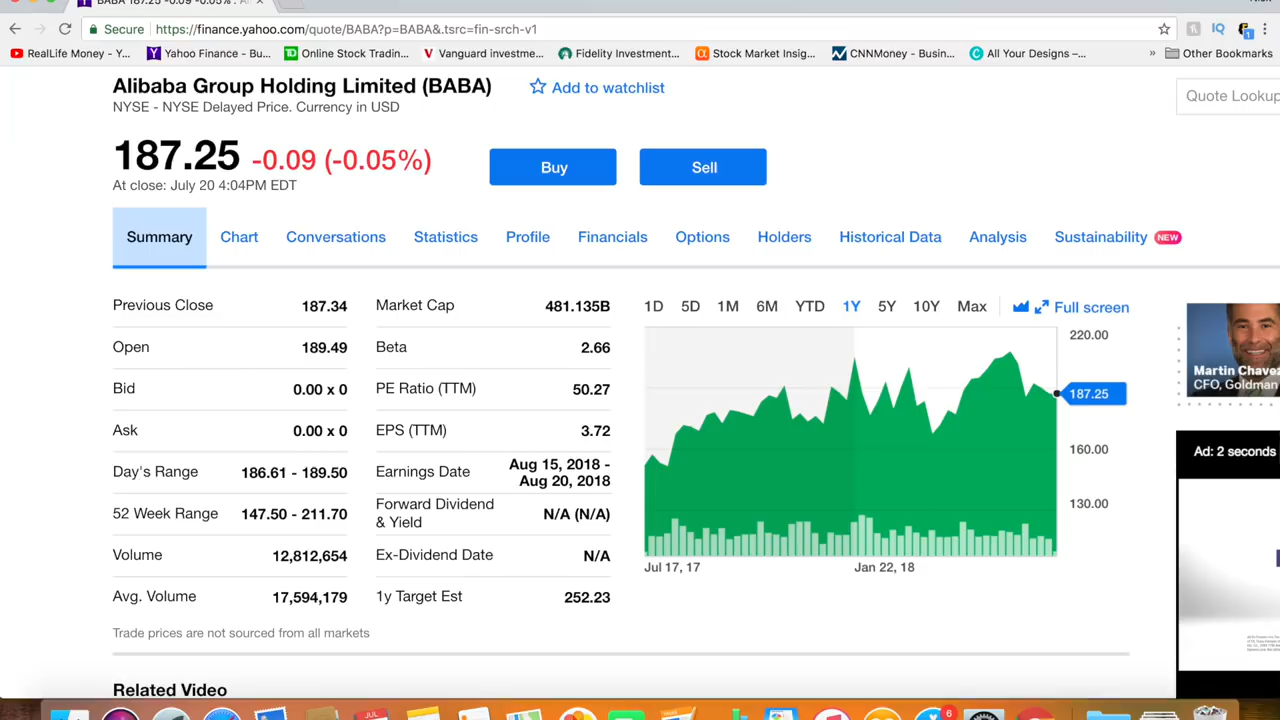 BABA 187.25 -0.09 -0.05% : Al
Secure https://finance.yahoo.com/quote/BABA?p=BABA&.tsrc=fin-srch-v1
IQ
1
RealLife Money - Y...
Yahoo Finance - Bu...
Online Stock Tradin...
Vanguard investme...
Fidelity Investment...
Stock Market Insig...
CNNMoney - Busin...
All Your Designs –...
» Other Bookmarks
Alibaba Group Holding Limited (BABA)
Add to watchlist
NYSE - NYSE Delayed Price. Currency in USD
Quote Lookup
187.25 -0.09 (-0.05%)
Buy
Sell
At close: July 20 4:04PM EDT
Summary Chart Conversations Statistics Profile Financials Options Holders Historical Data Analysis Sustainability NEW
Previous Close 187.34
Open 189.49
Bid 0.00 x 0
Ask 0.00 x 0
Day's Range 186.61 - 189.50
52 Week Range 147.50 - 211.70
Volume 12,812,654
Avg. Volume 17,594,179
Market Cap 481.135B
Beta 2.66
PE Ratio (TTM) 50.27
EPS (TTM) 3.72
Earnings Date Aug 15, 2018 -
Aug 20, 2018
Forward Dividend
& Yield N/A (N/A)
Ex-Dividend Date N/A
1y Target Est 252.23
Trade prices are not sourced from all markets
1D 5D 1M 6M YTD 1Y 5Y 10Y Max Full screen
220.00
187.25
160.00
130.00
Jul 17, 17 Jan 22, 18
Martin Chavez
CFO, Goldman
Ad: 2 seconds
Related Video
JUL
6